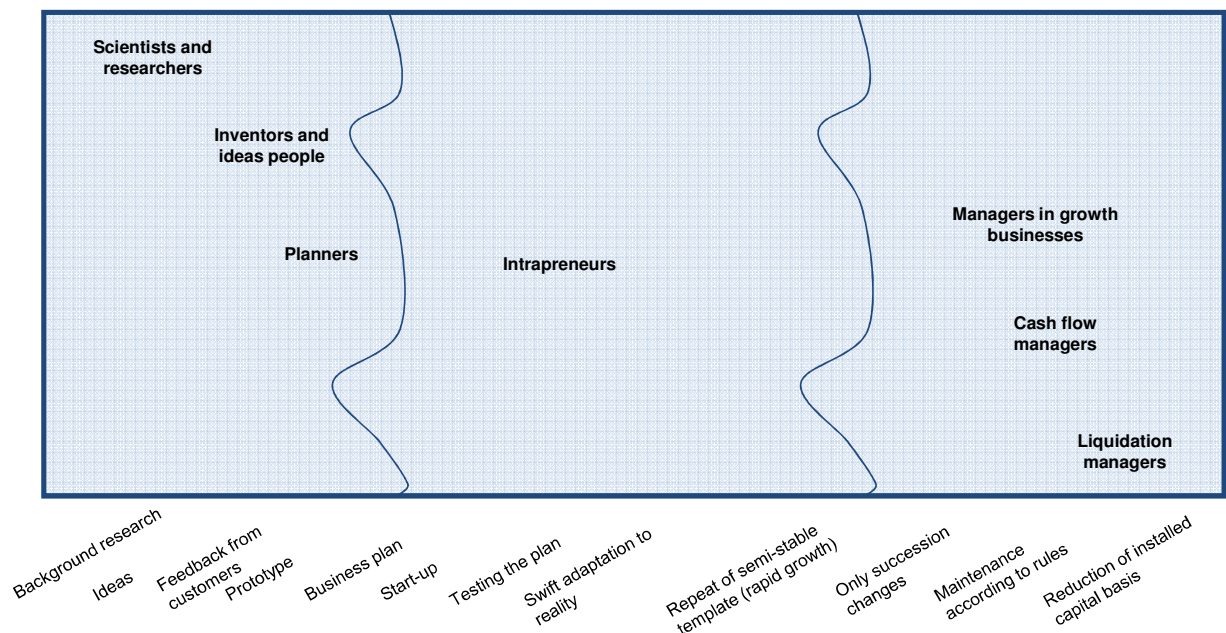 Scientists and
researchers
Inventors and
ideas people
Planners
Intrapreneurs
Managers in growth
businesses
Cash flow
managers
Liquidation
managers
Background research
Ideas
Feedback from
customers
Prototype
Business plan
Start-up
Testing the plan
Swift adaptation to
reality
Repeat of semi-stable
template (rapid growth)
Only succession
changes
Maintenance
according to rules
Reduction of installed
capital basis